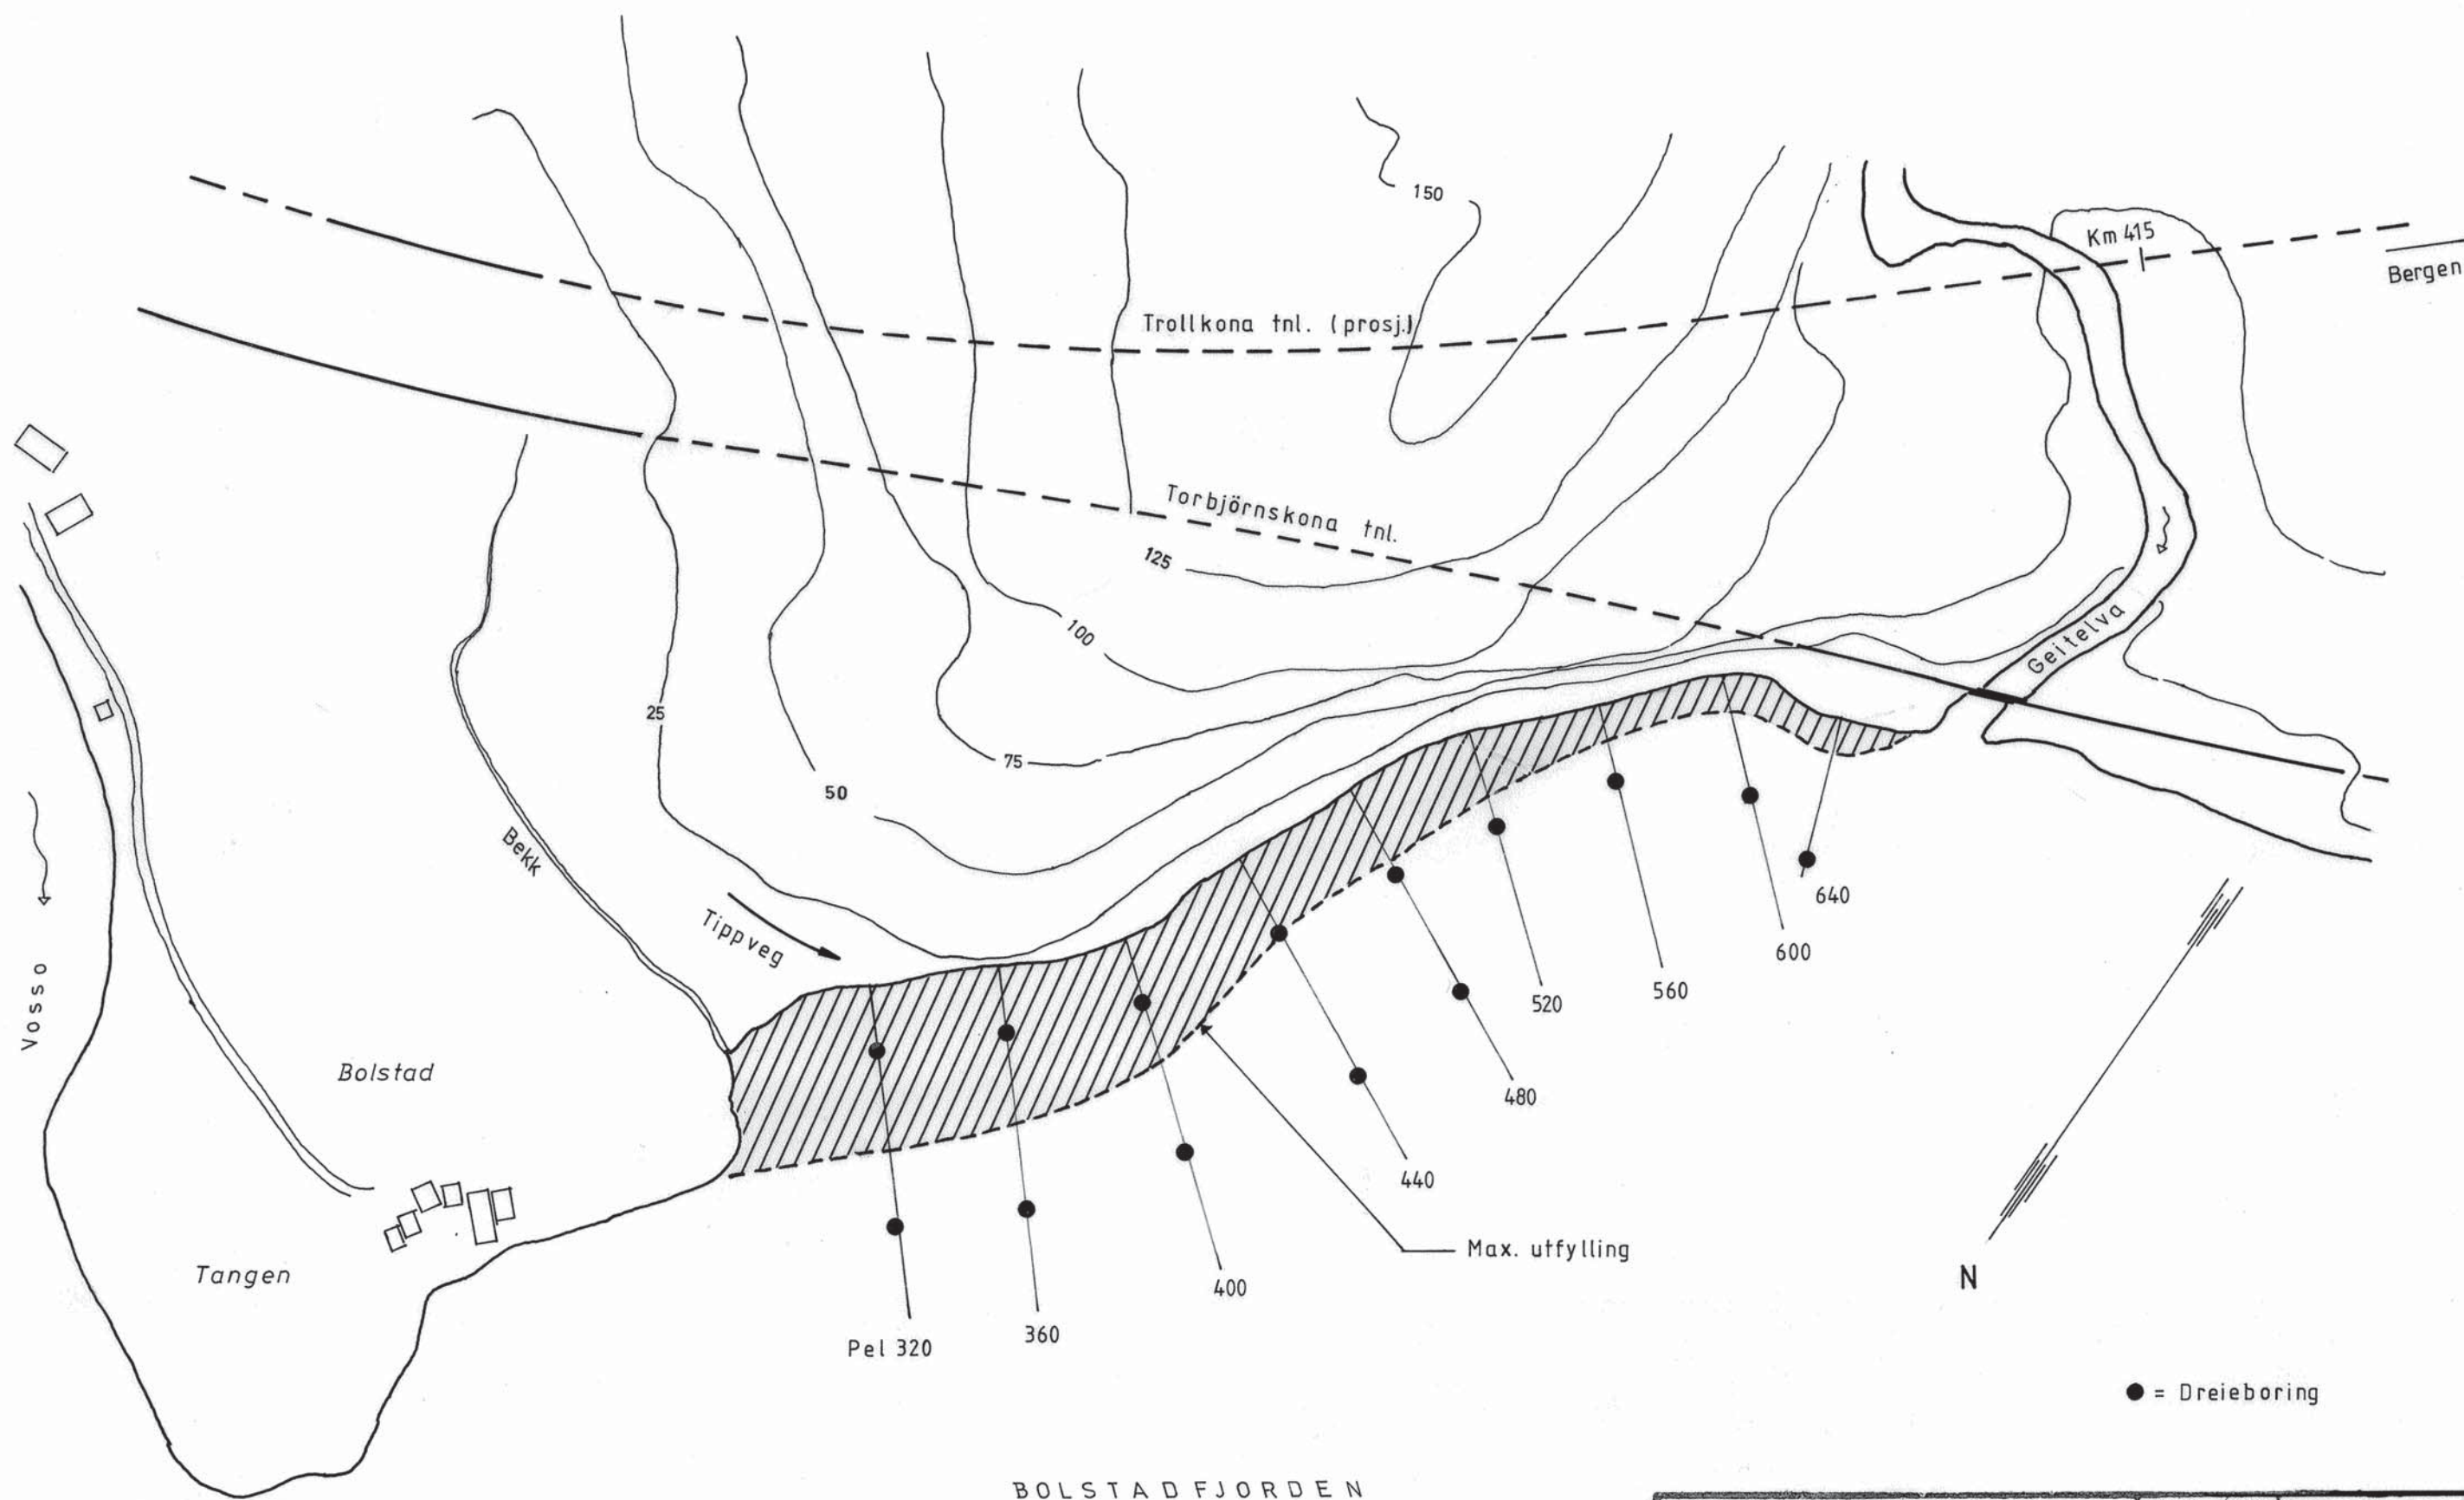 150
Km 415
Bergen
Trollkona tnl. (prosj.)
Torbjörnskona tnl.
125
100
Geitelva
25
75
50
Bekk
Tippveg
Vosso
640
600
560
520
Bolstad
480
440
Max. utfylling
Tangen
400
N
360
Pel 320
● = Dreieboring
BOLSTADFJORDEN